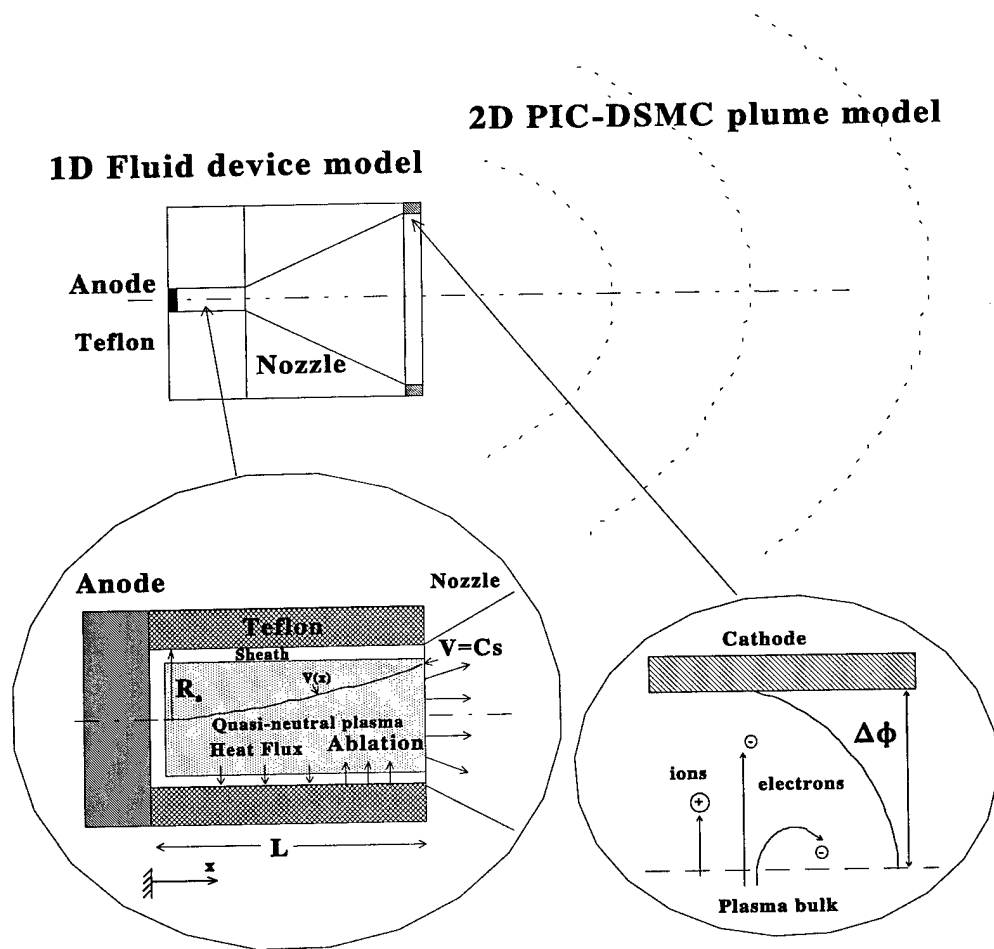 2D PIC-DSMC plume model
1D Fluid device model
Anode
Teflon
Nozzle
Anode
Nozzle
Teflon
Sheath
V=Cs
Rₐ
V(x)
Quasi-neutral plasma
Heat Flux Ablation
L
x
Cathode
Δϕ
ions
electrons
+
-
-
Plasma bulk